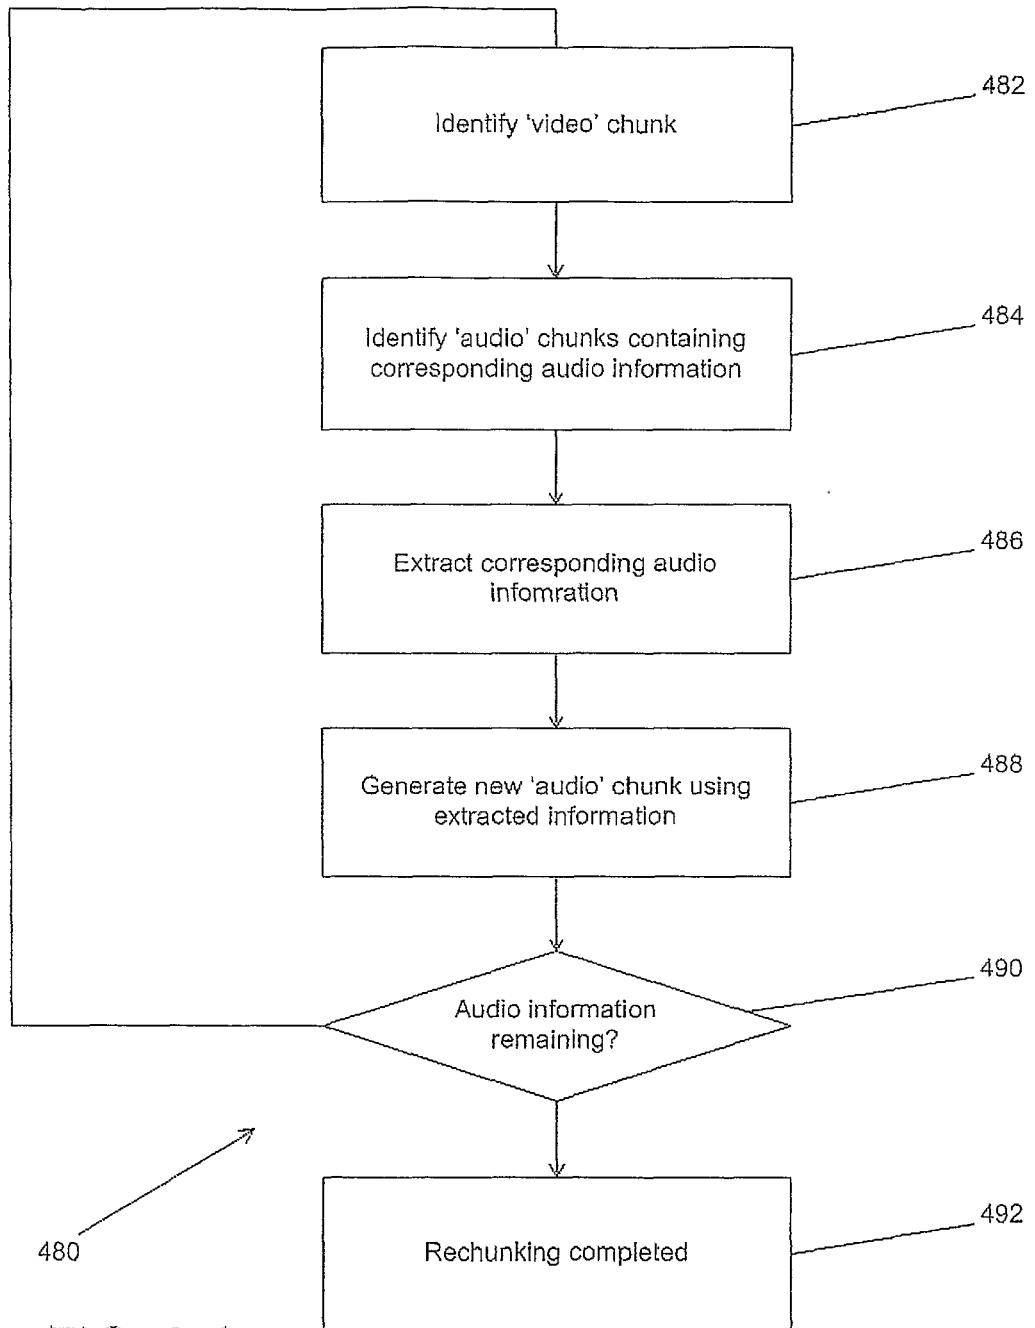 Identify 'video' chunk
482
Identify 'audio' chunks containing
corresponding audio information
484
Extract corresponding audio
infomration
486
Generate new 'audio' chunk using
extracted information
488
Audio information
remaining?
490
480
Rechunking completed
492